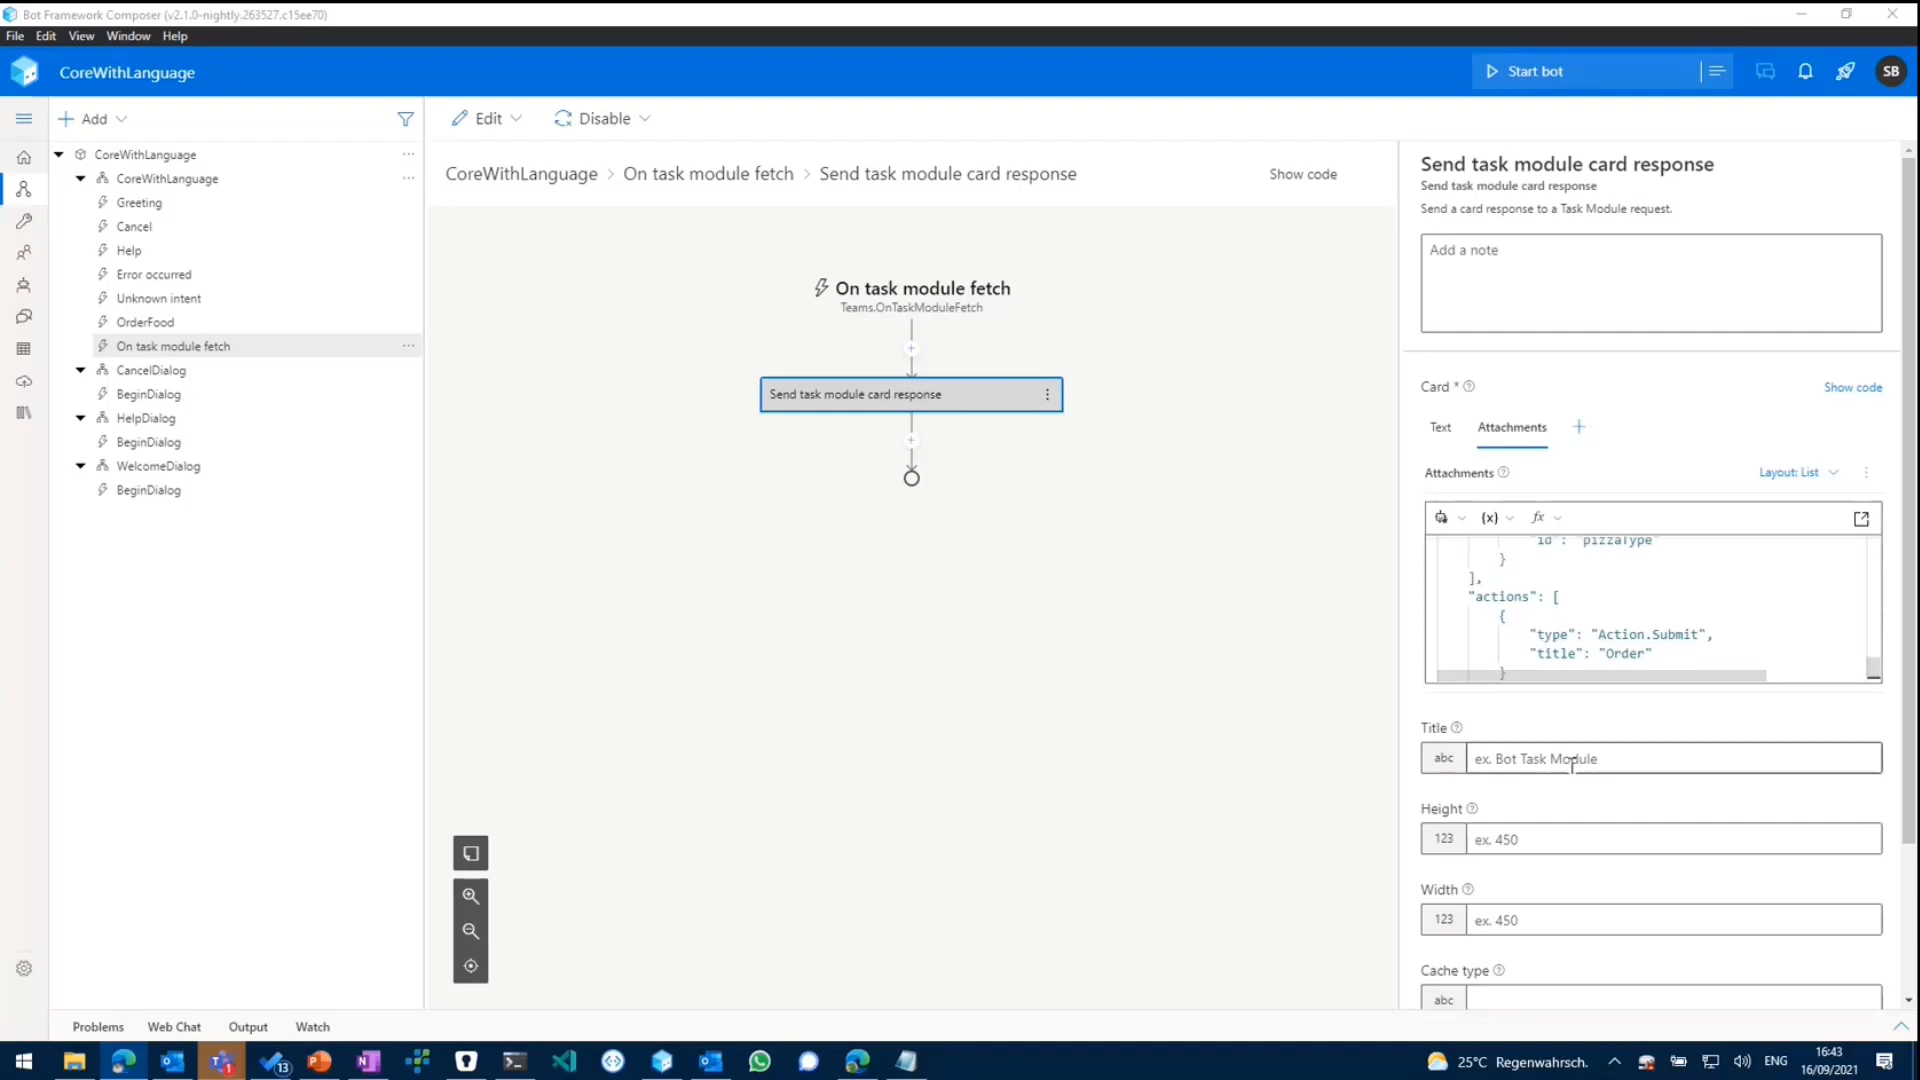 Bot Framework Composer (v2.1.0-nightly.263527.c15ee70)
File Edit View Window Help
CoreWithLanguage
Start bot
SB
Add
Edit
Disable
CoreWithLanguage
CoreWithLanguage
Greeting
Cancel
Help
Error occurred
Unknown intent
OrderFood
On task module fetch
CancelDialog
BeginDialog
HelpDialog
BeginDialog
WelcomeDialog
BeginDialog
CoreWithLanguage > On task module fetch > Send task module card response
Show code
On task module fetch
Teams.OnTaskModuleFetch
Send task module card response
Send task module card response
Send task module card response
Send a card response to a Task Module request.
Add a note
Card *
Show code
Text
Attachments
Attachments
Layout: List
{x}
fx
"id": "pizzaType"
}
],
"actions": [
{
"type": "Action.Submit",
"title": "Order"
}
Title
abc
ex. Bot Task Module
Height
123
ex. 450
Width
123
ex. 450
Cache type
abc
Problems
Web Chat
Output
Watch
1
13
25°C Regenwahrsch.
ENG
16:43
16/09/2021